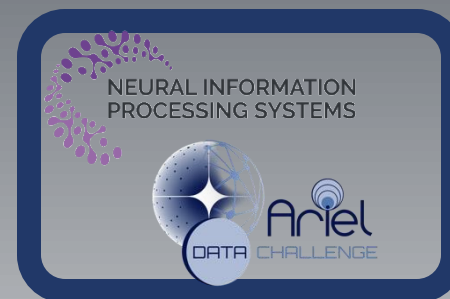 NEURAL INFORMATION
PROCESSING SYSTEMS
Ariel
DATA CHALLENGE